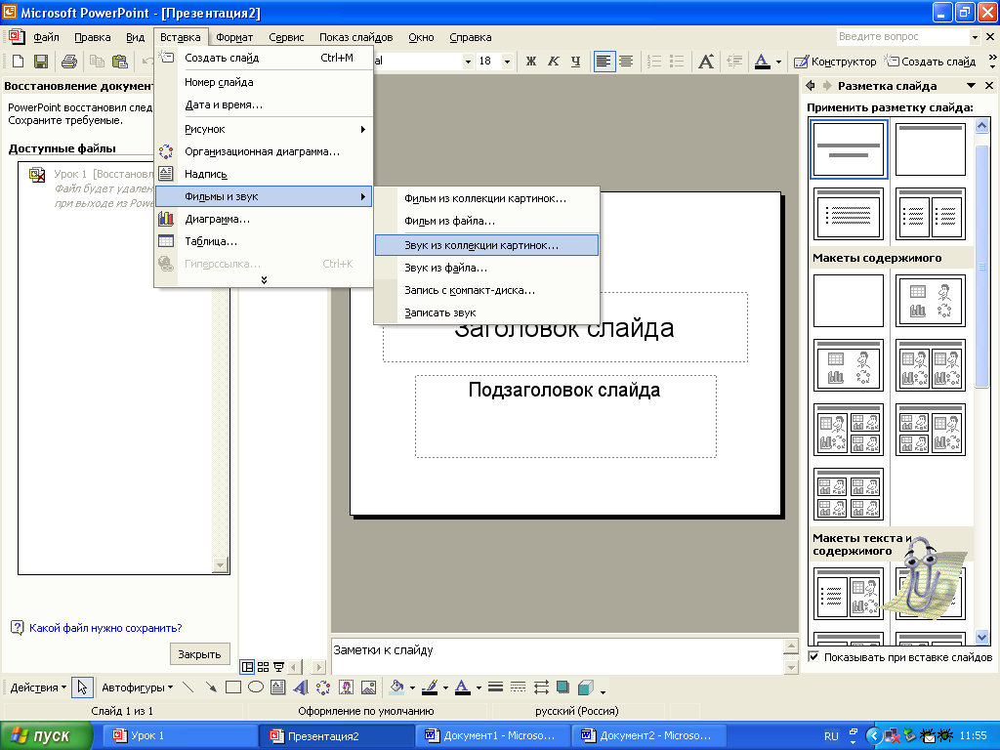 Microsoft PowerPoint - [Презентация2]
Файл Правка Вид Вставка Формат Сервис Показ слайдов Окно Справка
Введите вопрос
al 18 Ж К Ч Конструктор Создать слайд
Восстановление докумен
PowerPoint восстановил след
Сохраните требуемые.
Доступные файлы
Урок 1 [Восстановл
Файл будет удален
при выходе из Powe
Какой файл нужно сохранить?
Закрыть
Создать слайд Ctrl+M
Номер слайда
Дата и время...
Рисунок
Организационная диаграмма...
Надпись
Фильмы и звук
Диаграмма...
Таблица...
Гиперссылка... Ctrl+K
Фильм из коллекции картинок...
Фильм из файла...
Звук из коллекции картинок...
Звук из файла...
Запись с компакт-диска...
Записать звук
Заголовок слайда
Подзаголовок слайда
Заметки к слайду
Разметка слайда
Применить разметку слайда:
Макеты содержимого
Макеты текста и
содержимого
Показывать при вставке слайдов
Действия Автофигуры
Слайд 1 из 1 Оформление по умолчанию русский (Россия)
пуск Урок 1 Презентация2 Документ1 - Microso... Документ2 - Microso... RU 11:55